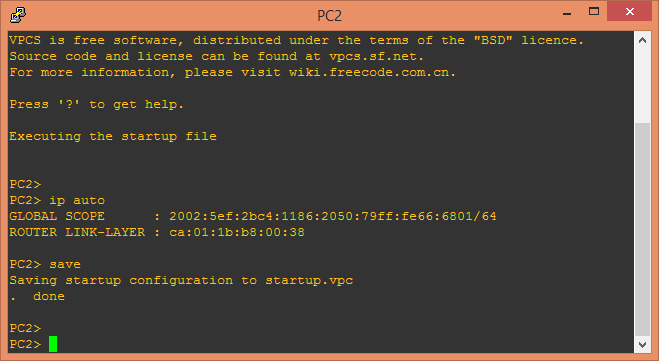 PC2
VPCS is free software, distributed under the terms of the "BSD" licence.
Source code and license can be found at vpcs.sf.net.
For more information, please visit wiki.freecode.com.cn.
Press '?' to get help.
Executing the startup file
PC2>
PC2> ip auto
GLOBAL SCOPE      : 2002:5ef:2bc4:1186:2050:79ff:fe66:6801/64
ROUTER LINK-LAYER : ca:01:1b:b8:00:38
PC2> save
Saving startup configuration to startup.vpc
.  done
PC2>
PC2>